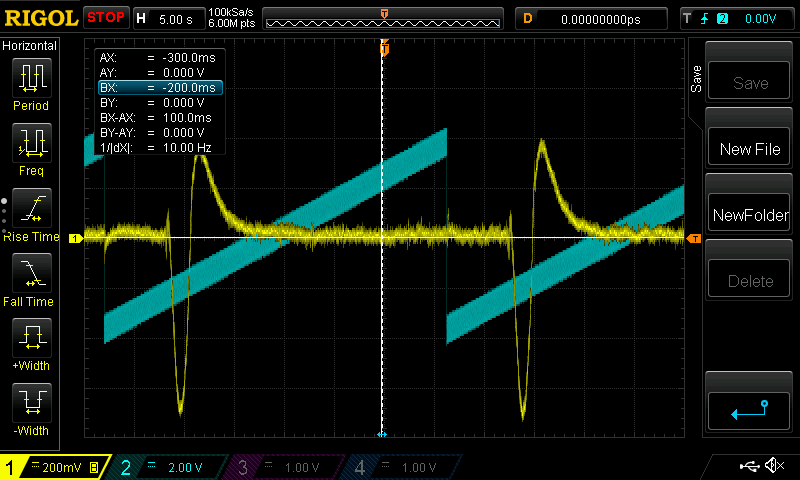 RIGOL STOP H 5.00 s 100kSa/s 6.00M pts T D 0.00000000ps T 2 0.00V
Horizontal
Period
Freq
Rise Time
Fall Time
+Width
-Width
AX: = -300.0ms
AY: = 0.000 V
BX: = -200.0ms
BY: = 0.000 V
BX-AX: = 100.0ms
BY-AY: = 0.000 V
1/|dX|: = 10.00 Hz
T
1
T
Save
Save
New File
NewFolder
Delete
1 200mV B 2 2.00 V 3 1.00 V 4 1.00 V